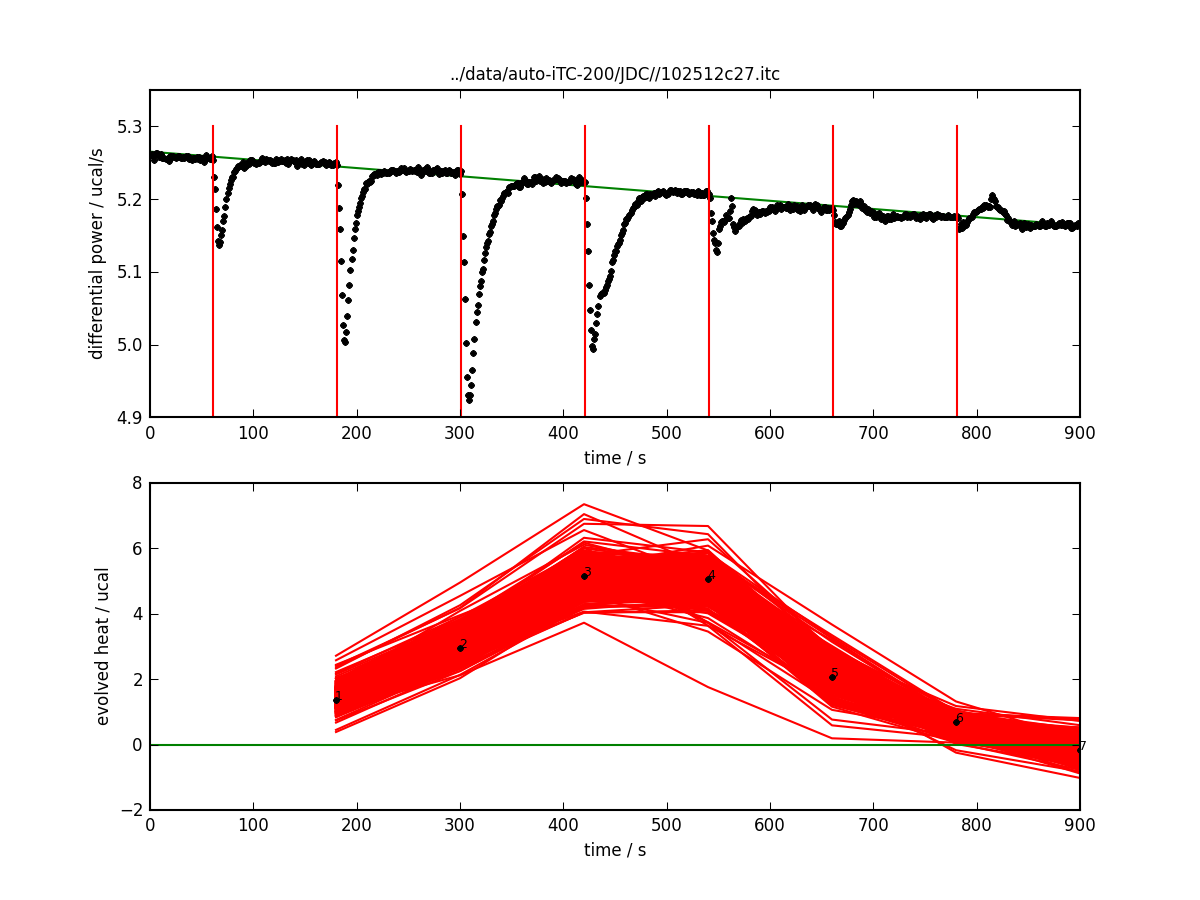 ../data/auto-iTC-200/JDC//102512c27.itc
differential power / ucal/s
5.3
5.2
5.1
5.0
4.9
0 100 200 300 400 500 600 700 800 900
time / s
evolved heat / ucal
8
6
4
2
0
−2
1
2
3
4
5
6
7
0 100 200 300 400 500 600 700 800 900
time / s